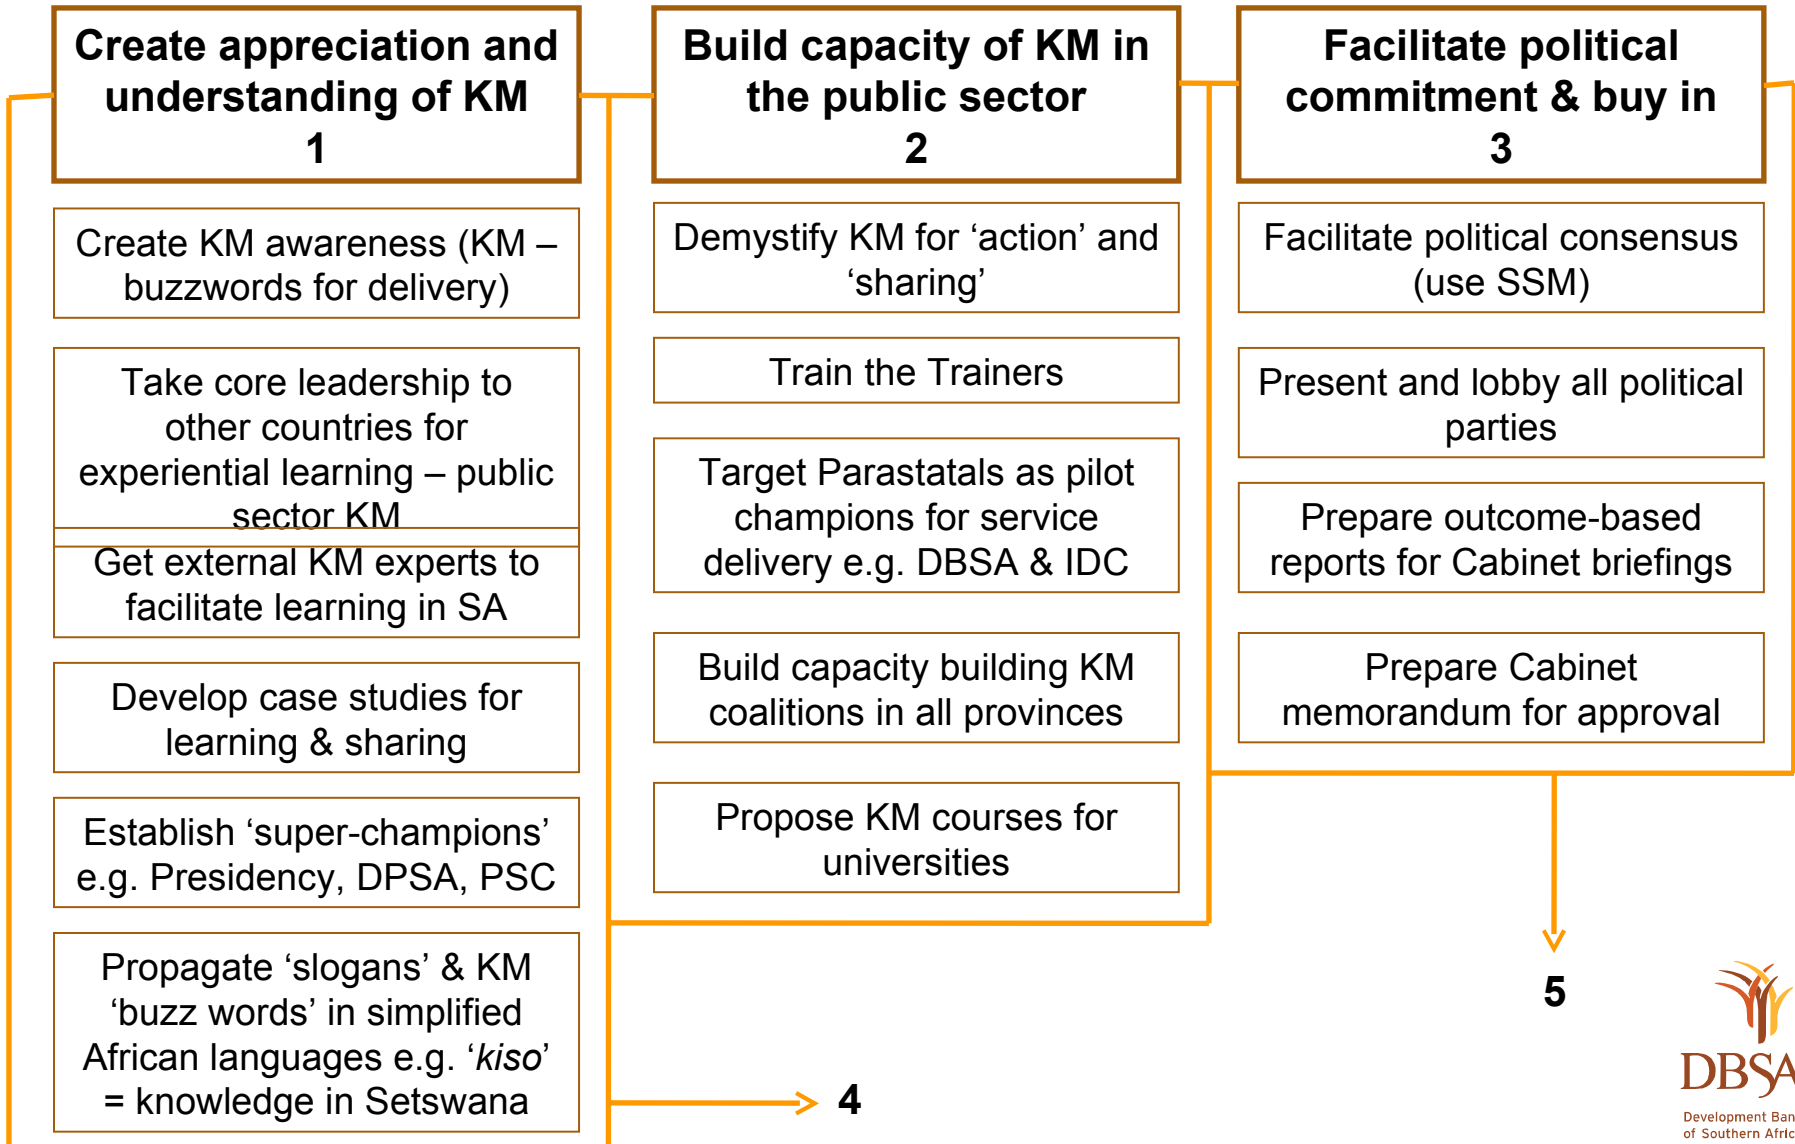 Create appreciation and
understanding of KM
1
Create KM awareness (KM –
buzzwords for delivery)
Take core leadership to
other countries for
experiential learning – public
sector KM
Get external KM experts to
facilitate learning in SA
Develop case studies for
learning & sharing
Establish ‘super-champions’
e.g. Presidency, DPSA, PSC
Propagate ‘slogans’ & KM
‘buzz words’ in simplified
African languages e.g. ‘kiso’
= knowledge in Setswana
Build capacity of KM in
the public sector
2
Demystify KM for ‘action’ and
‘sharing’
Train the Trainers
Target Parastatals as pilot
champions for service
delivery e.g. DBSA & IDC
Build capacity building KM
coalitions in all provinces
Propose KM courses for
universities
4
Facilitate political
commitment & buy in
3
Facilitate political consensus
(use SSM)
Present and lobby all political
parties
Prepare outcome-based
reports for Cabinet briefings
Prepare Cabinet
memorandum for approval
5
DBSA
Development Ban
of Southern Afric